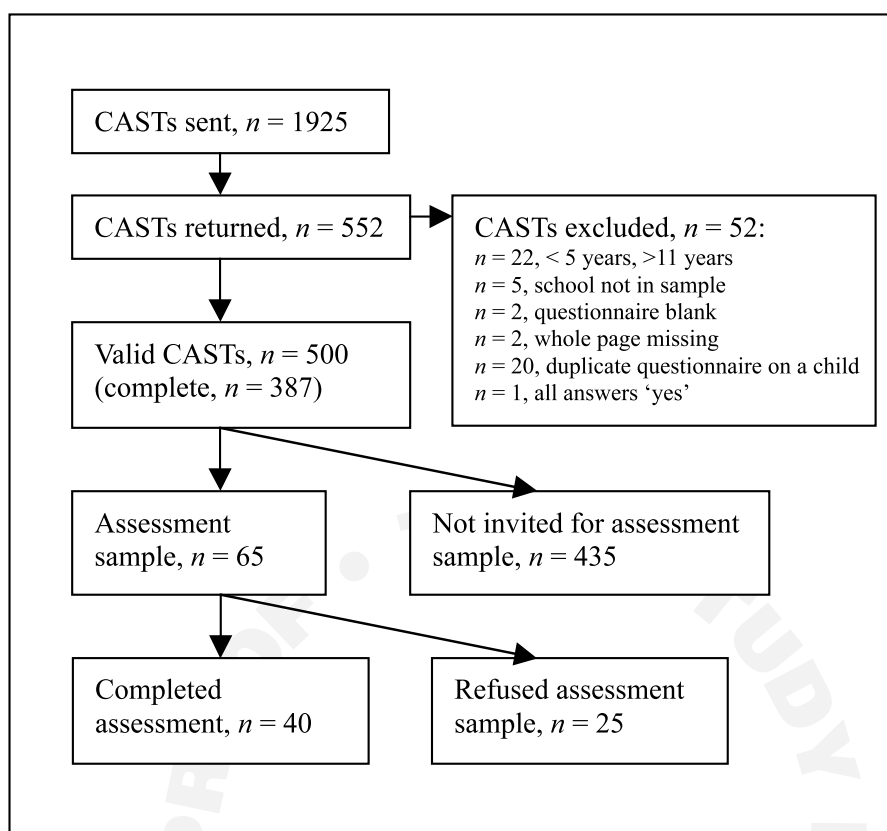 CASTs sent, n = 1925
CASTs returned, n = 552
CASTs excluded, n = 52:
n = 22, < 5 years, >11 years
n = 5, school not in sample
n = 2, questionnaire blank
n = 2, whole page missing
n = 20, duplicate questionnaire on a child
n = 1, all answers ‘yes’
Valid CASTs, n = 500
(complete, n = 387)
Assessment
sample, n = 65
Not invited for assessment
sample, n = 435
Completed
assessment, n = 40
Refused assessment
sample, n = 25